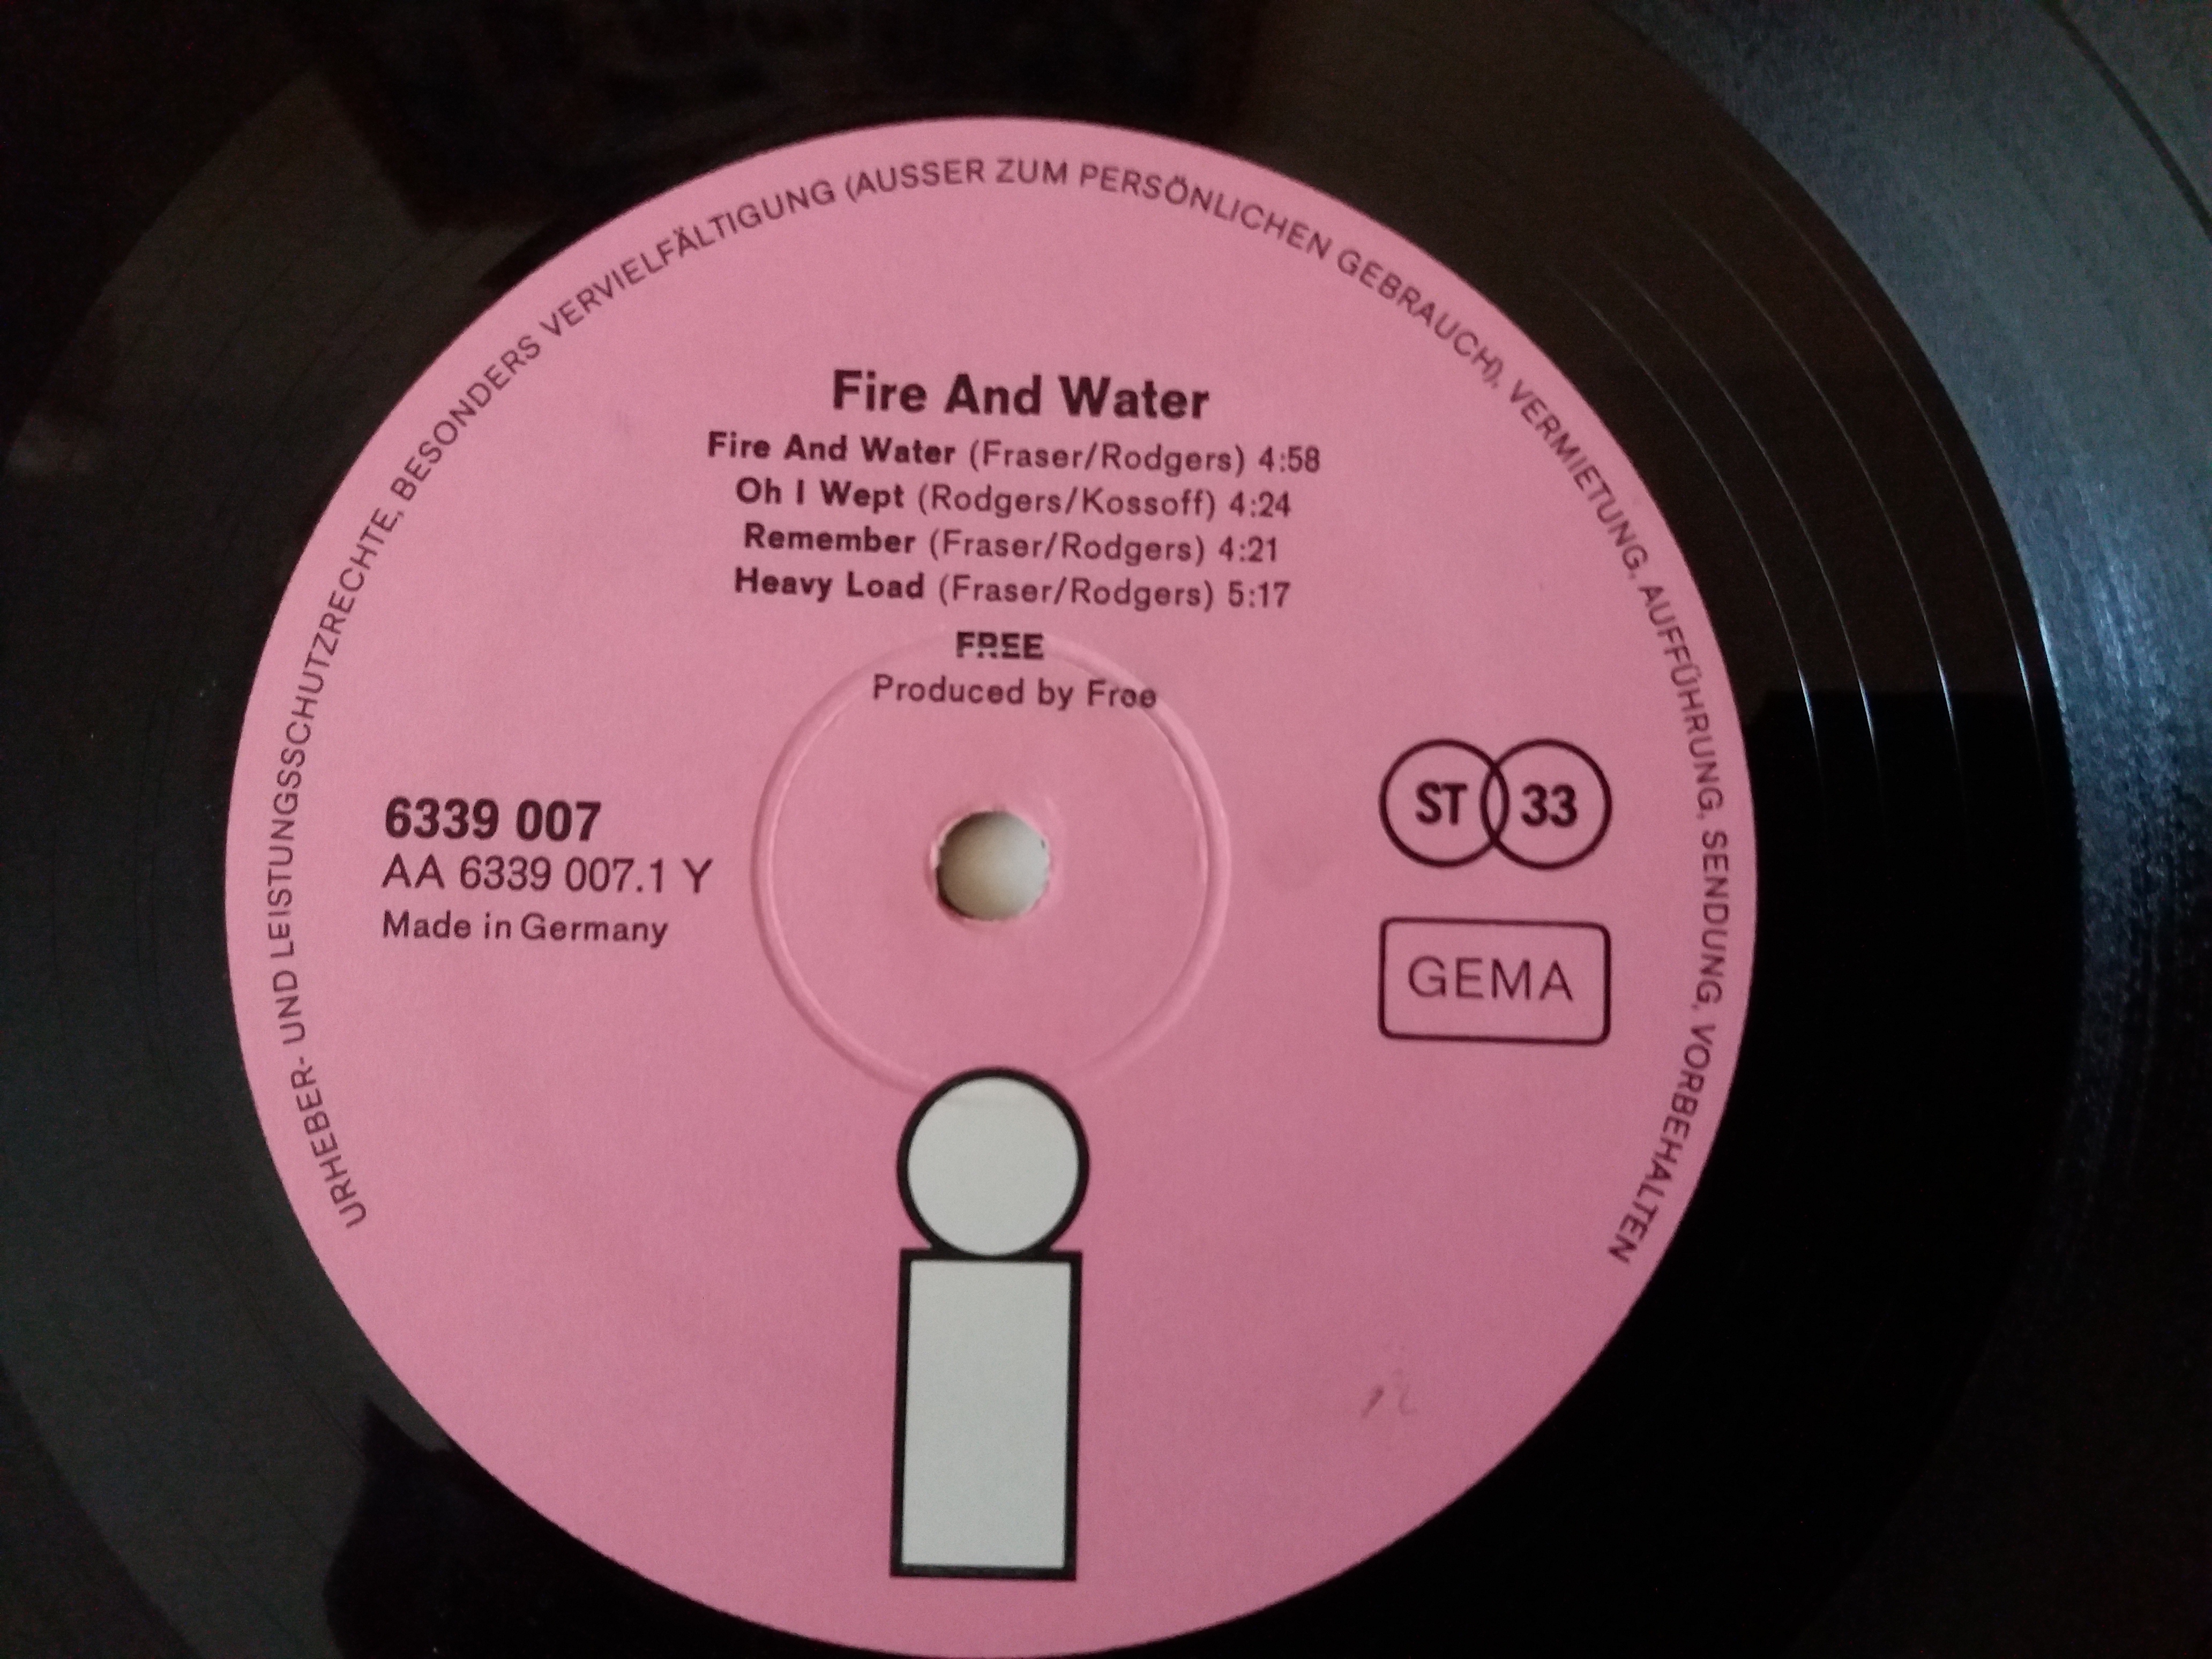 URHEBER- UND LEISTUNGSSCHUTZRECHTE, BESONDERS VERVIELFÄLTIGUNG (AUSSER ZUM PERSÖNLICHEN GEBRAUCH), VERMIETUNG, AUFFÜHRUNG, SENDUNG, VORBEHALTEN
Fire And Water
Fire And Water (Fraser/Rodgers) 4:58
Oh I Wept (Rodgers/Kossoff) 4:24
Remember (Fraser/Rodgers) 4:21
Heavy Load (Fraser/Rodgers) 5:17
FREE
Produced by Free
6339 007
AA 6339 007.1 Y
Made in Germany
ST 33
GEMA